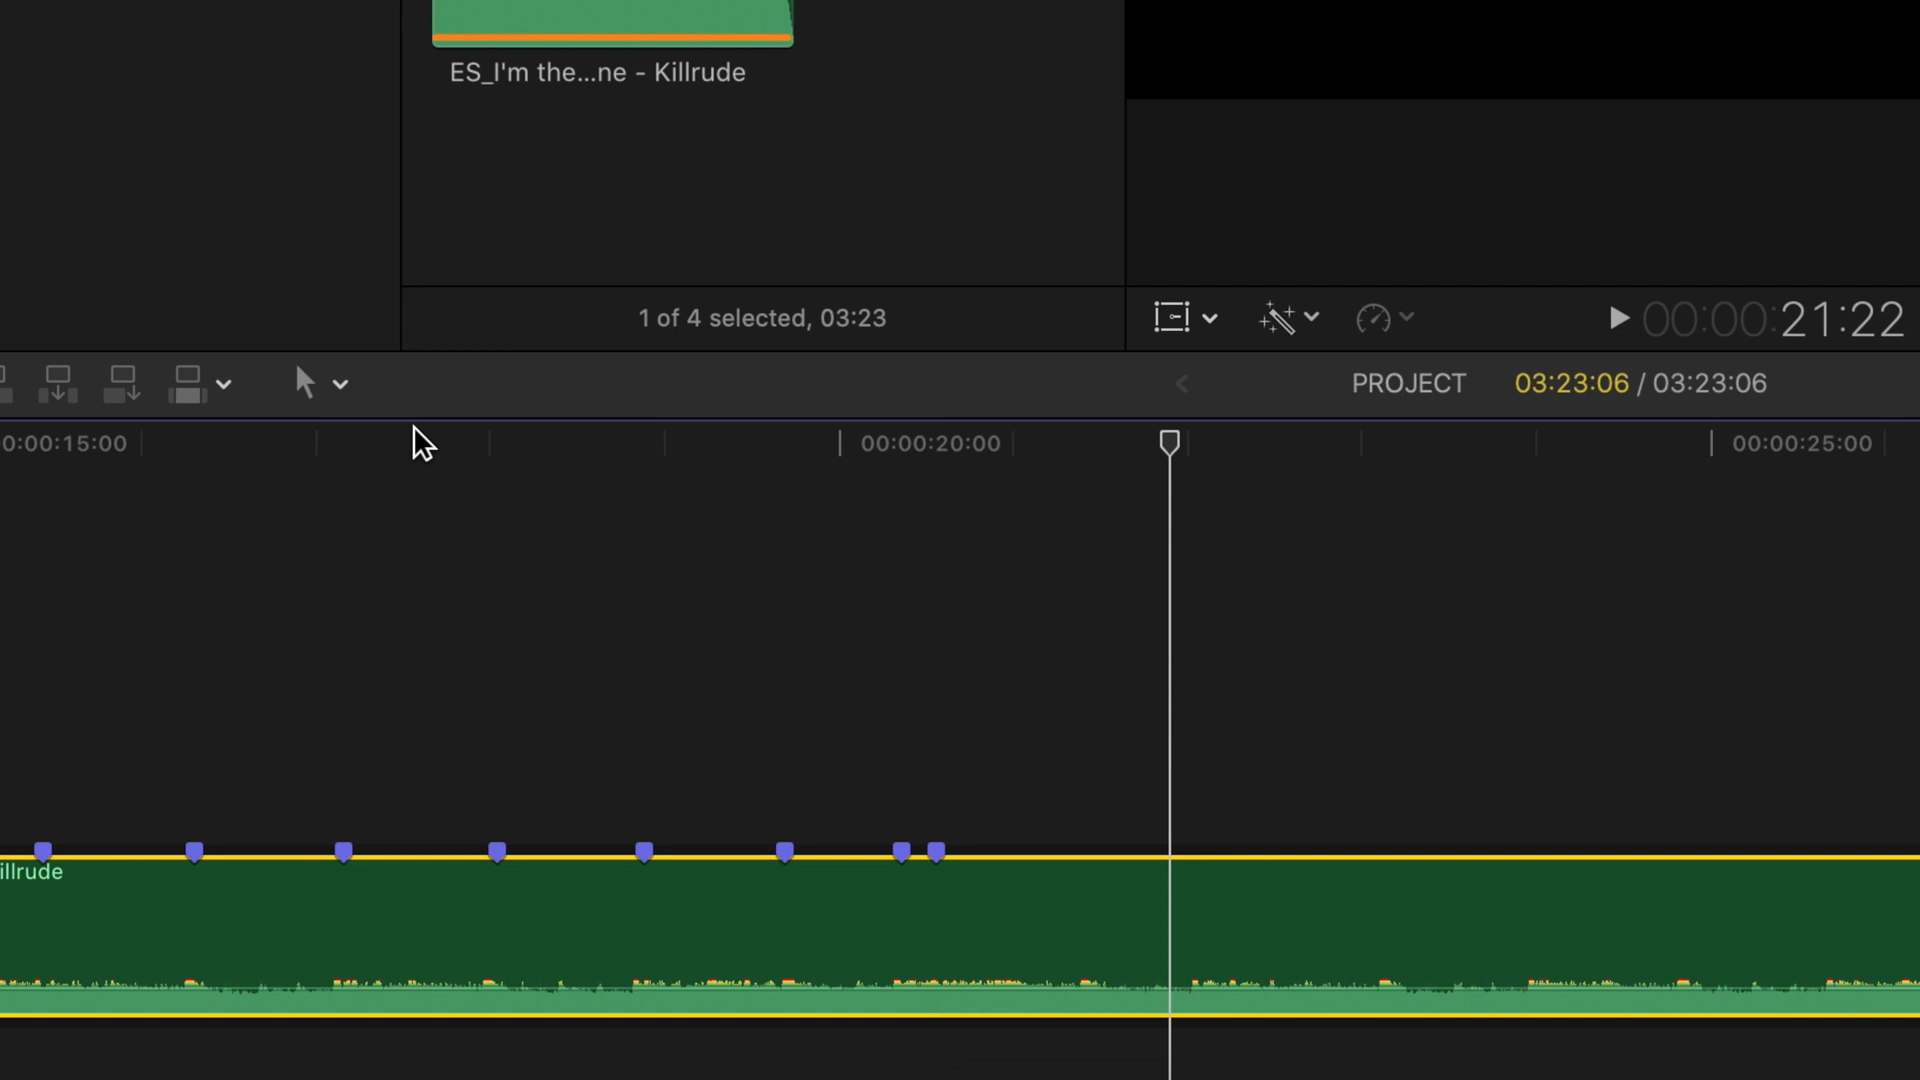 ES_I'm the...ne - Killrude
1 of 4 selected, 03:23
00:00:21:22
PROJECT 03:23:06 / 03:23:06
0:00:15:00 00:00:20:00 00:00:25:00
illrude